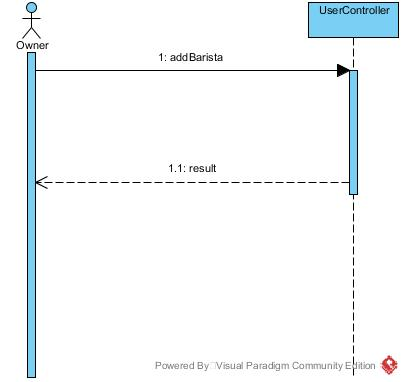 UserController
Owner
1: addBarista
1.1: result
Powered By Visual Paradigm Community Edition